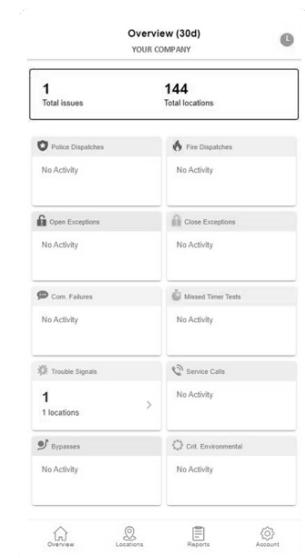 Overview (30d)
YOUR COMPANY
1
Total issues
144
Total locations
Police Dispatches
Fire Dispatches
No Activity
No Activity
Open Exceptions
Close Exceptions
No Activity
No Activity
Com. Failures
Missed Timer Tests
No Activity
No Activity
Trouble Signals
Service Calls
1
1 locations
No Activity
Bypasses
Crit. Environmental
No Activity
No Activity
Overview
Locations
Reports
Account